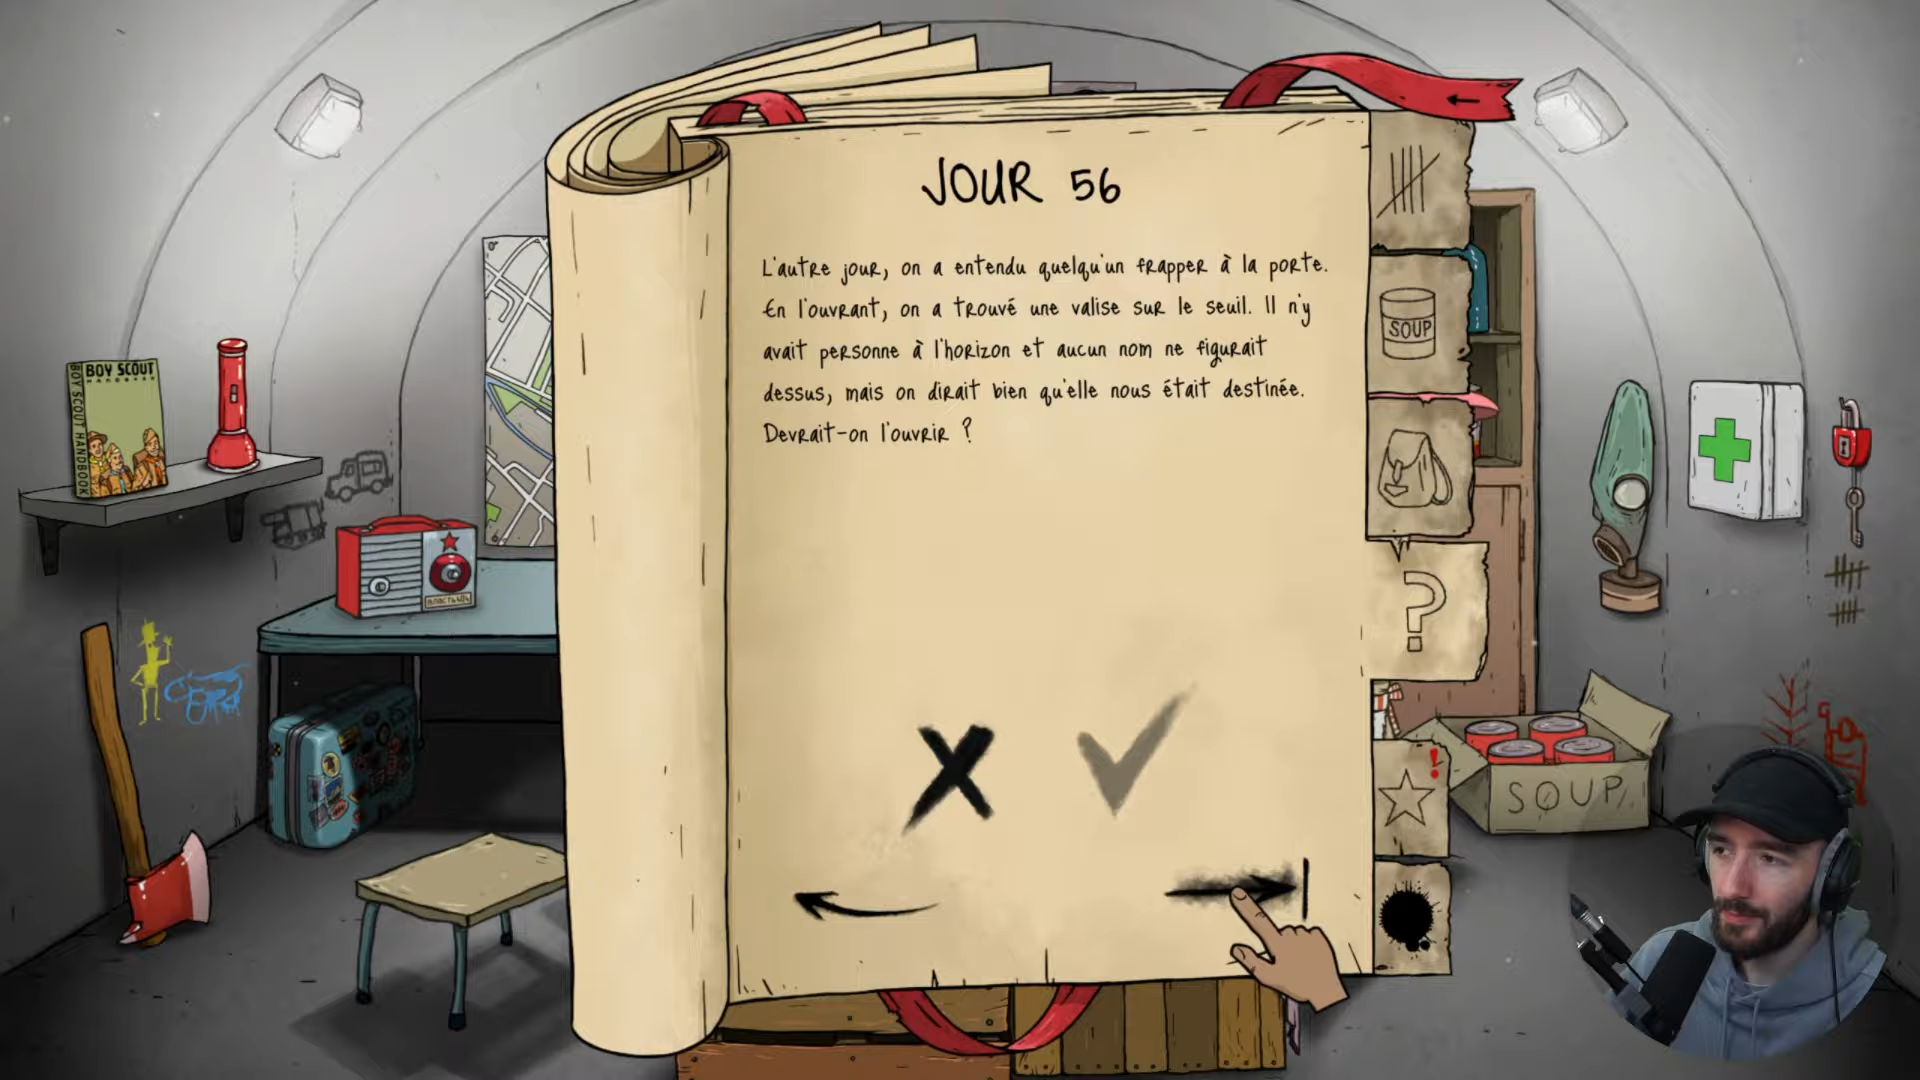 JOUR 56
L'autre jour, on a entendu quelqu'un frapper à la porte.
En l'ouvrant, on a trouvé une valise sur le seuil. Il n'y
avait personne à l'horizon et aucun nom ne figurait
dessus, mais on dirait bien qu'elle nous était destinée.
Devrait-on l'ouvrir ?
BOY SCOUT
HANDBOOK
BOY SCOUT HANDBOOK
SOUP
SOUP